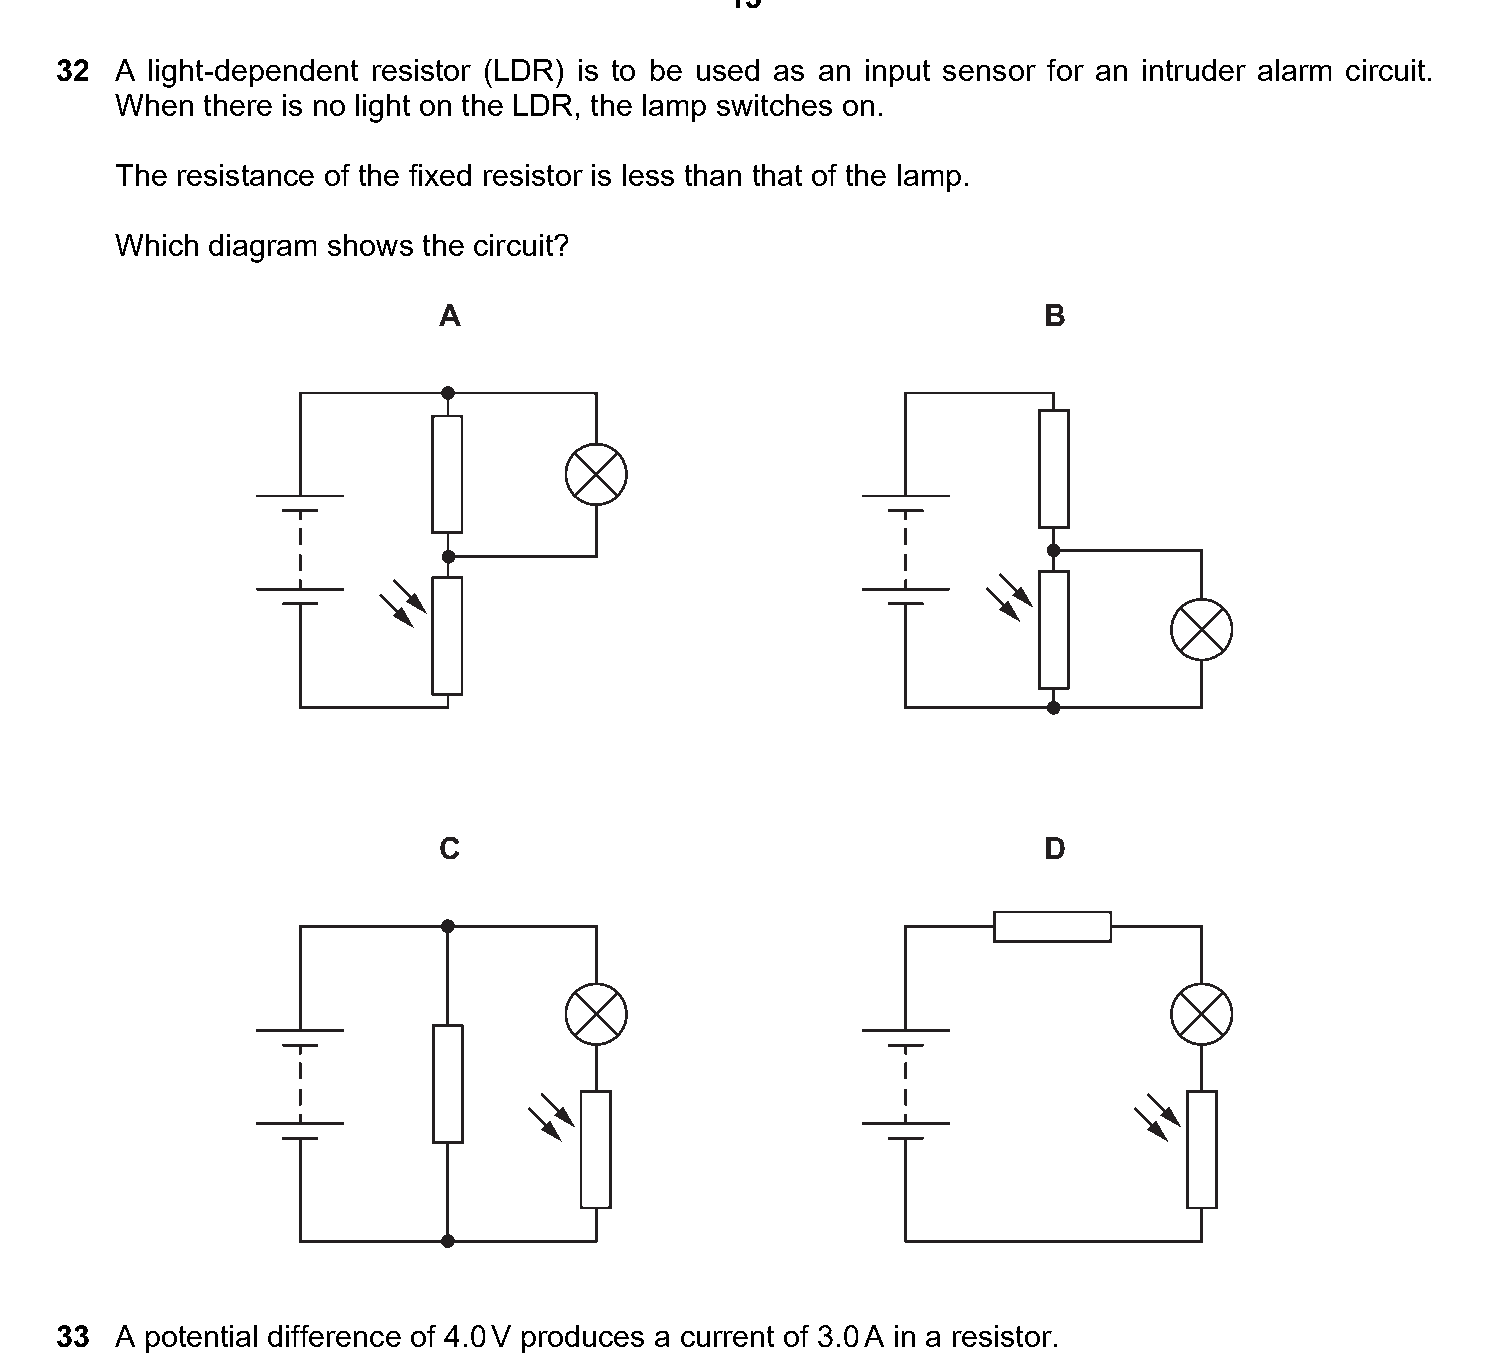 32 A light-dependent resistor (LDR) is to be used as an input sensor for an intruder alarm circuit.
When there is no light on the LDR, the lamp switches on.
The resistance of the fixed resistor is less than that of the lamp.
Which diagram shows the circuit?
A B
C D
33 A potential difference of 4.0 V produces a current of 3.0 A in a resistor.